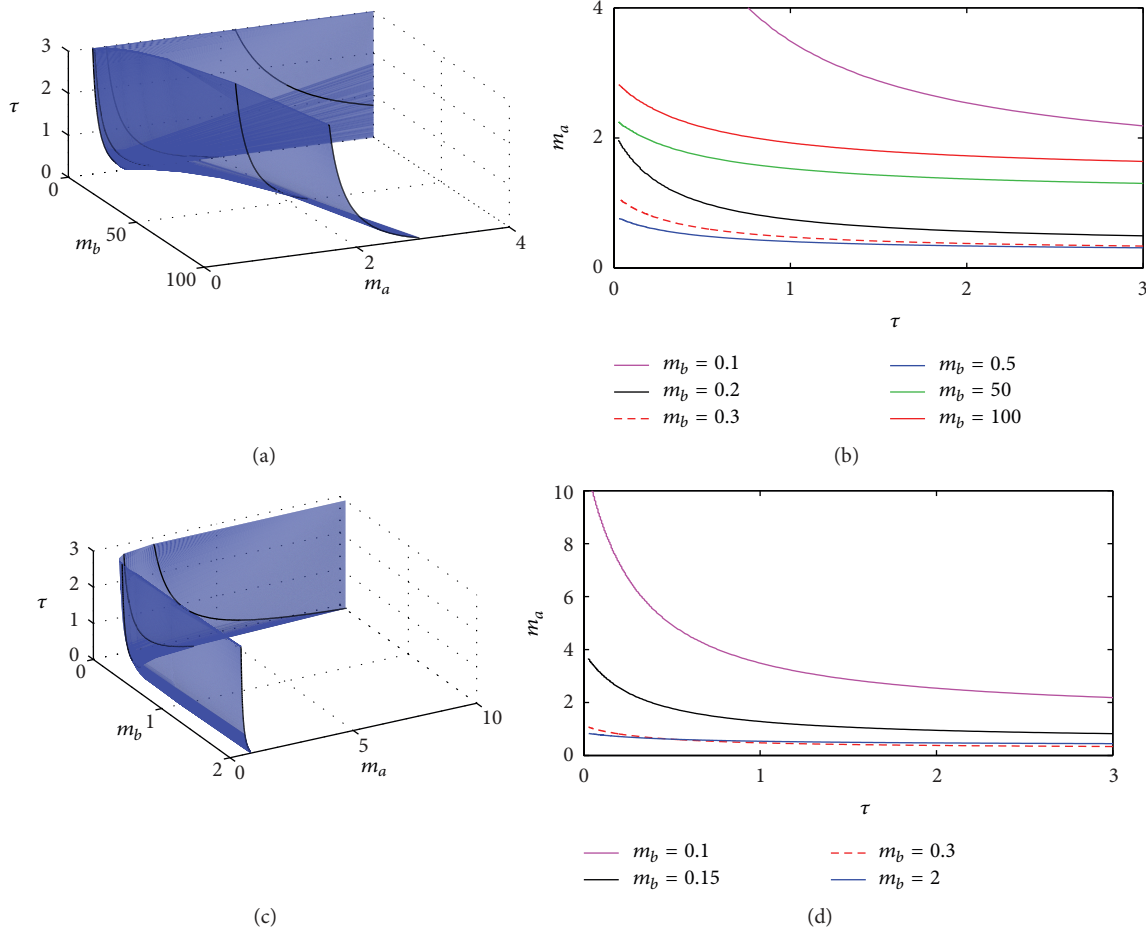 3
2
1
0
τ
0
50
100
m_b
0
2
4
m_a
(a)
4
2
0
m_a
0
1
2
3
τ
m_b = 0.1
m_b = 0.2
m_b = 0.3
m_b = 0.5
m_b = 50
m_b = 100
(b)
3
2
1
0
τ
0
1
2
m_b
0
5
10
m_a
(c)
10
8
6
4
2
0
m_a
0
1
2
3
τ
m_b = 0.1
m_b = 0.15
m_b = 0.3
m_b = 2
(d)